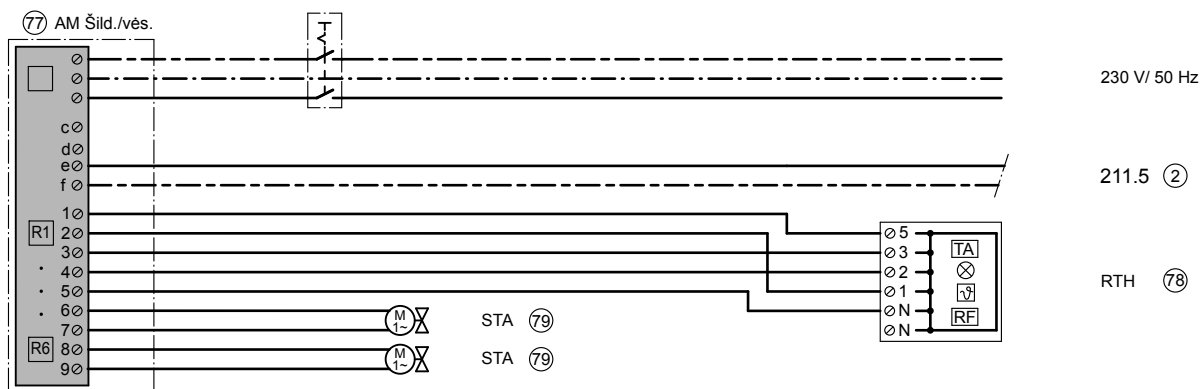 77 AM Šild./vės.
230 V/ 50 Hz
c
d
e
f
211.5 2
1
R1 2
3
4
5
6
7
R6 8
9
M
1~
STA 79
M
1~
STA 79
5
3 TA
2
1 ϑ
N RF
N
RTH 78